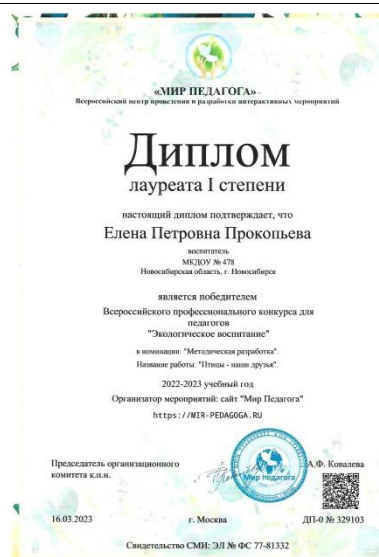 «МИР ПЕДАГОГА»
Всероссийский центр проведения и разработки интерактивных мероприятий
Диплом
лауреата I степени
настоящий диплом подтверждает, что
Елена Петровна Прокопьева
воспитатель
МКДОУ № 478
Новосибирская область, г. Новосибирск
является победителем
Всероссийского профессионального конкурса для
педагогов
"Экологическое воспитание"
в номинации: "Методическая разработка".
Название работы: "Птицы - наши друзья".
2022-2023 учебный год
Организатор мероприятий: сайт "Мир Педагога"
https://MIR-PEDAGOGA.RU
Председатель организационного
комитета к.п.н.
А.Ф. Ковалева
Мир педагога
16.03.2023
г. Москва
ДП-0 № 329103
Свидетельство СМИ: ЭЛ № ФС 77-81332